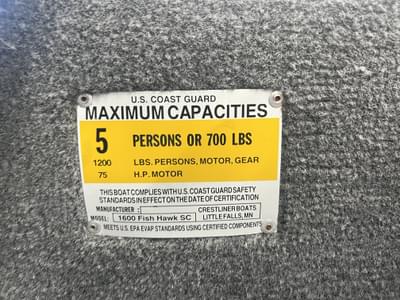 U.S. COAST GUARD
MAXIMUM CAPACITIES
5 PERSONS OR 700 LBS
1200 LBS. PERSONS, MOTOR, GEAR
75 H.P. MOTOR
THIS BOAT COMPLIES WITH U.S. COAST GUARD SAFETY
STANDARDS IN EFFECT ON THE DATE OF CERTIFICATION
MANUFACTURER: CRESTLINER BOATS
MODEL: 1600 Fish Hawk SC LITTLE FALLS, MN
MEETS U.S. EPA EVAP STANDARDS USING CERTIFIED COMPONENTS